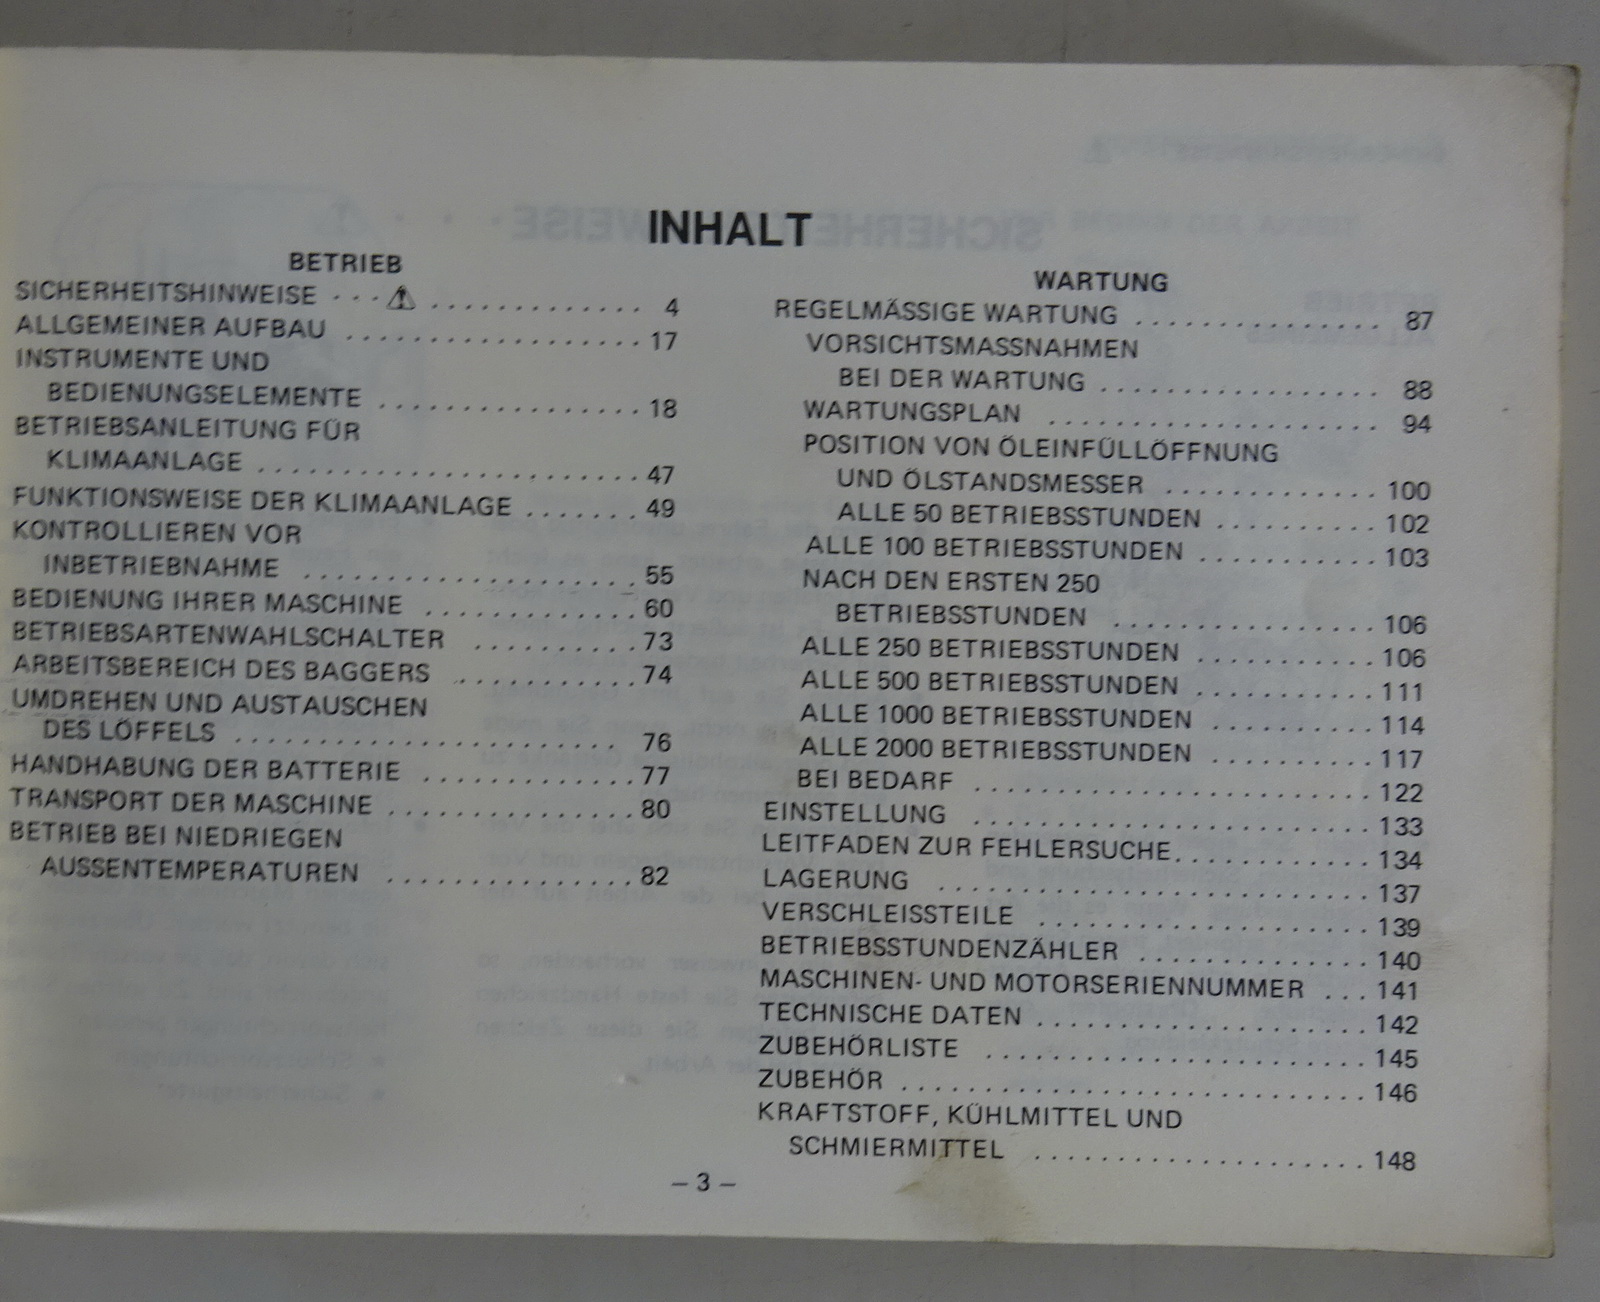 INHALT
BETRIEB
SICHERHEITSHINWEISE . . . ⚠ . . . . . . . . . . . . . 4
ALLGEMEINER AUFBAU . . . . . . . . . . . . . . . . . . 17
INSTRUMENTE UND
BEDIENUNGSELEMENTE . . . . . . . . . . . . . . . . 18
BETRIEBSANLEITUNG FÜR
KLIMAANLAGE . . . . . . . . . . . . . . . . . . . . . . . 47
FUNKTIONSWEISE DER KLIMAANLAGE . . . . . . . 49
KONTROLLIEREN VOR
INBETRIEBNAHME . . . . . . . . . . . . . . . . . . . . 55
BEDIENUNG IHRER MASCHINE . . . . . . . . . . . . . 60
BETRIEBSARTENWAHLSCHALTER . . . . . . . . . . 73
ARBEITSBEREICH DES BAGGERS . . . . . . . . . . . 74
UMDREHEN UND AUSTAUSCHEN
DES LÖFFELS . . . . . . . . . . . . . . . . . . . . . . . 76
HANDHABUNG DER BATTERIE . . . . . . . . . . . . . 77
TRANSPORT DER MASCHINE . . . . . . . . . . . . . . . 80
BETRIEB BEI NIEDRIEGEN
AUSSENTEMPERATUREN . . . . . . . . . . . . . . . 82
WARTUNG
REGELMÄSSIGE WARTUNG . . . . . . . . . . . . . . . 87
VORSICHTSMASSNAHMEN
BEI DER WARTUNG . . . . . . . . . . . . . . . . . 88
WARTUNGSPLAN . . . . . . . . . . . . . . . . . . . . 94
POSITION VON ÖLEINFÜLLÖFFNUNG
UND ÖLSTANDSMESSER . . . . . . . . . . . . . 100
ALLE 50 BETRIEBSSTUNDEN . . . . . . . . . . 102
ALLE 100 BETRIEBSSTUNDEN . . . . . . . . . . . 103
NACH DEN ERSTEN 250
BETRIEBSSTUNDEN . . . . . . . . . . . . . . . . 106
ALLE 250 BETRIEBSSTUNDEN . . . . . . . . . . . 106
ALLE 500 BETRIEBSSTUNDEN . . . . . . . . . . . 111
ALLE 1000 BETRIEBSSTUNDEN . . . . . . . . . . 114
ALLE 2000 BETRIEBSSTUNDEN . . . . . . . . . . 117
BEI BEDARF . . . . . . . . . . . . . . . . . . . . . . . . 122
EINSTELLUNG . . . . . . . . . . . . . . . . . . . . . . . . 133
LEITFADEN ZUR FEHLERSUCHE. . . . . . . . . . . . 134
LAGERUNG . . . . . . . . . . . . . . . . . . . . . . . . . . 137
VERSCHLEISSTEILE . . . . . . . . . . . . . . . . . . . . 139
BETRIEBSSTUNDENZÄHLER . . . . . . . . . . . . . . 140
MASCHINEN- UND MOTORSERIENNUMMER . . . 141
TECHNISCHE DATEN . . . . . . . . . . . . . . . . . . . . 142
ZUBEHÖRLISTE . . . . . . . . . . . . . . . . . . . . . . . 145
ZUBEHÖR . . . . . . . . . . . . . . . . . . . . . . . . . . . . 146
KRAFTSTOFF, KÜHLMITTEL UND
SCHMIERMITTEL . . . . . . . . . . . . . . . . . . . . 148
– 3 –